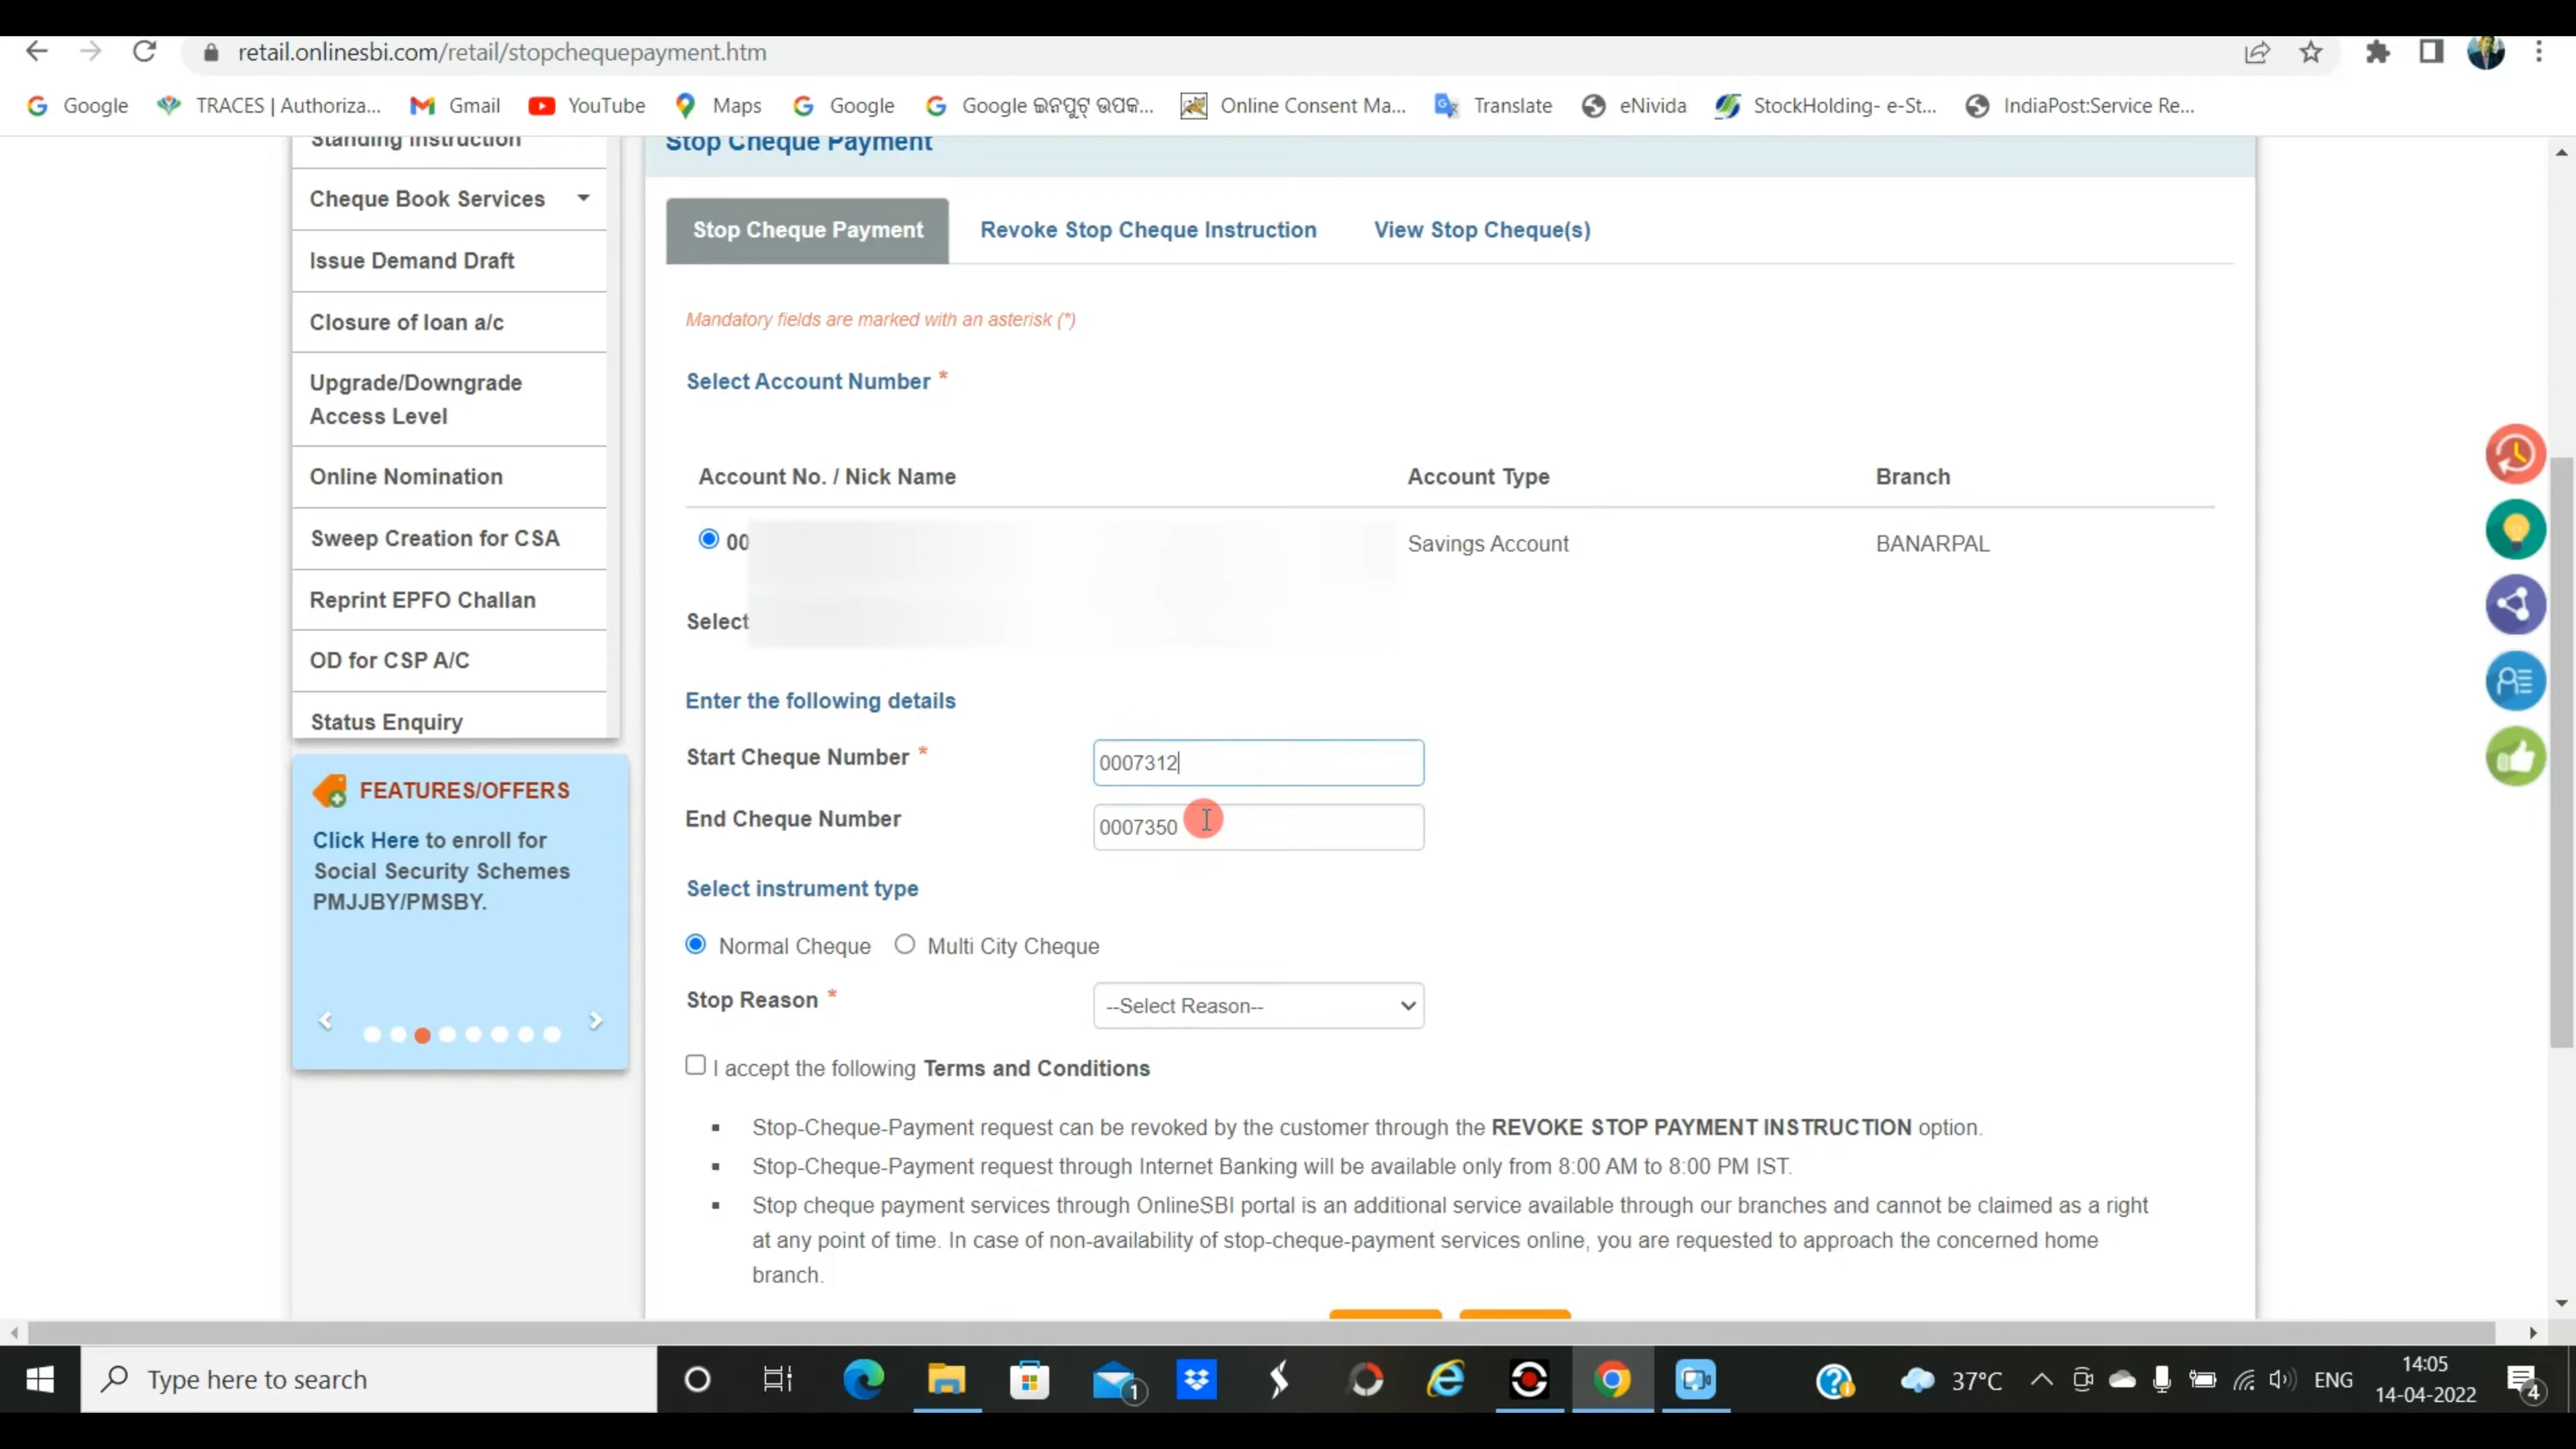 retail.onlinesbi.com/retail/stopchequepayment.htm
Google TRACES | Authoriza... Gmail YouTube Maps Google Google ଇନପୁଟ୍ ଉପକ... Online Consent Ma... Translate eNivida StockHolding- e-St... IndiaPost:Service Re...
Standing Instruction
Cheque Book Services
Issue Demand Draft
Closure of loan a/c
Upgrade/Downgrade
Access Level
Online Nomination
Sweep Creation for CSA
Reprint EPFO Challan
OD for CSP A/C
Status Enquiry
FEATURES/OFFERS
Click Here to enroll for
Social Security Schemes
PMJJBY/PMSBY.
Stop Cheque Payment
Stop Cheque Payment Revoke Stop Cheque Instruction View Stop Cheque(s)
Mandatory fields are marked with an asterisk (*)
Select Account Number *
Account No. / Nick Name Account Type Branch
00 Savings Account BANARPAL
Select
Enter the following details
Start Cheque Number * 0007312
End Cheque Number 0007350
Select instrument type
Normal Cheque Multi City Cheque
Stop Reason * --Select Reason--
I accept the following Terms and Conditions
Stop-Cheque-Payment request can be revoked by the customer through the REVOKE STOP PAYMENT INSTRUCTION option.
Stop-Cheque-Payment request through Internet Banking will be available only from 8:00 AM to 8:00 PM IST.
Stop cheque payment services through OnlineSBI portal is an additional service available through our branches and cannot be claimed as a right
at any point of time. In case of non-availability of stop-cheque-payment services online, you are requested to approach the concerned home
branch.
Type here to search
1
37°C
ENG
14:05
14-04-2022
4